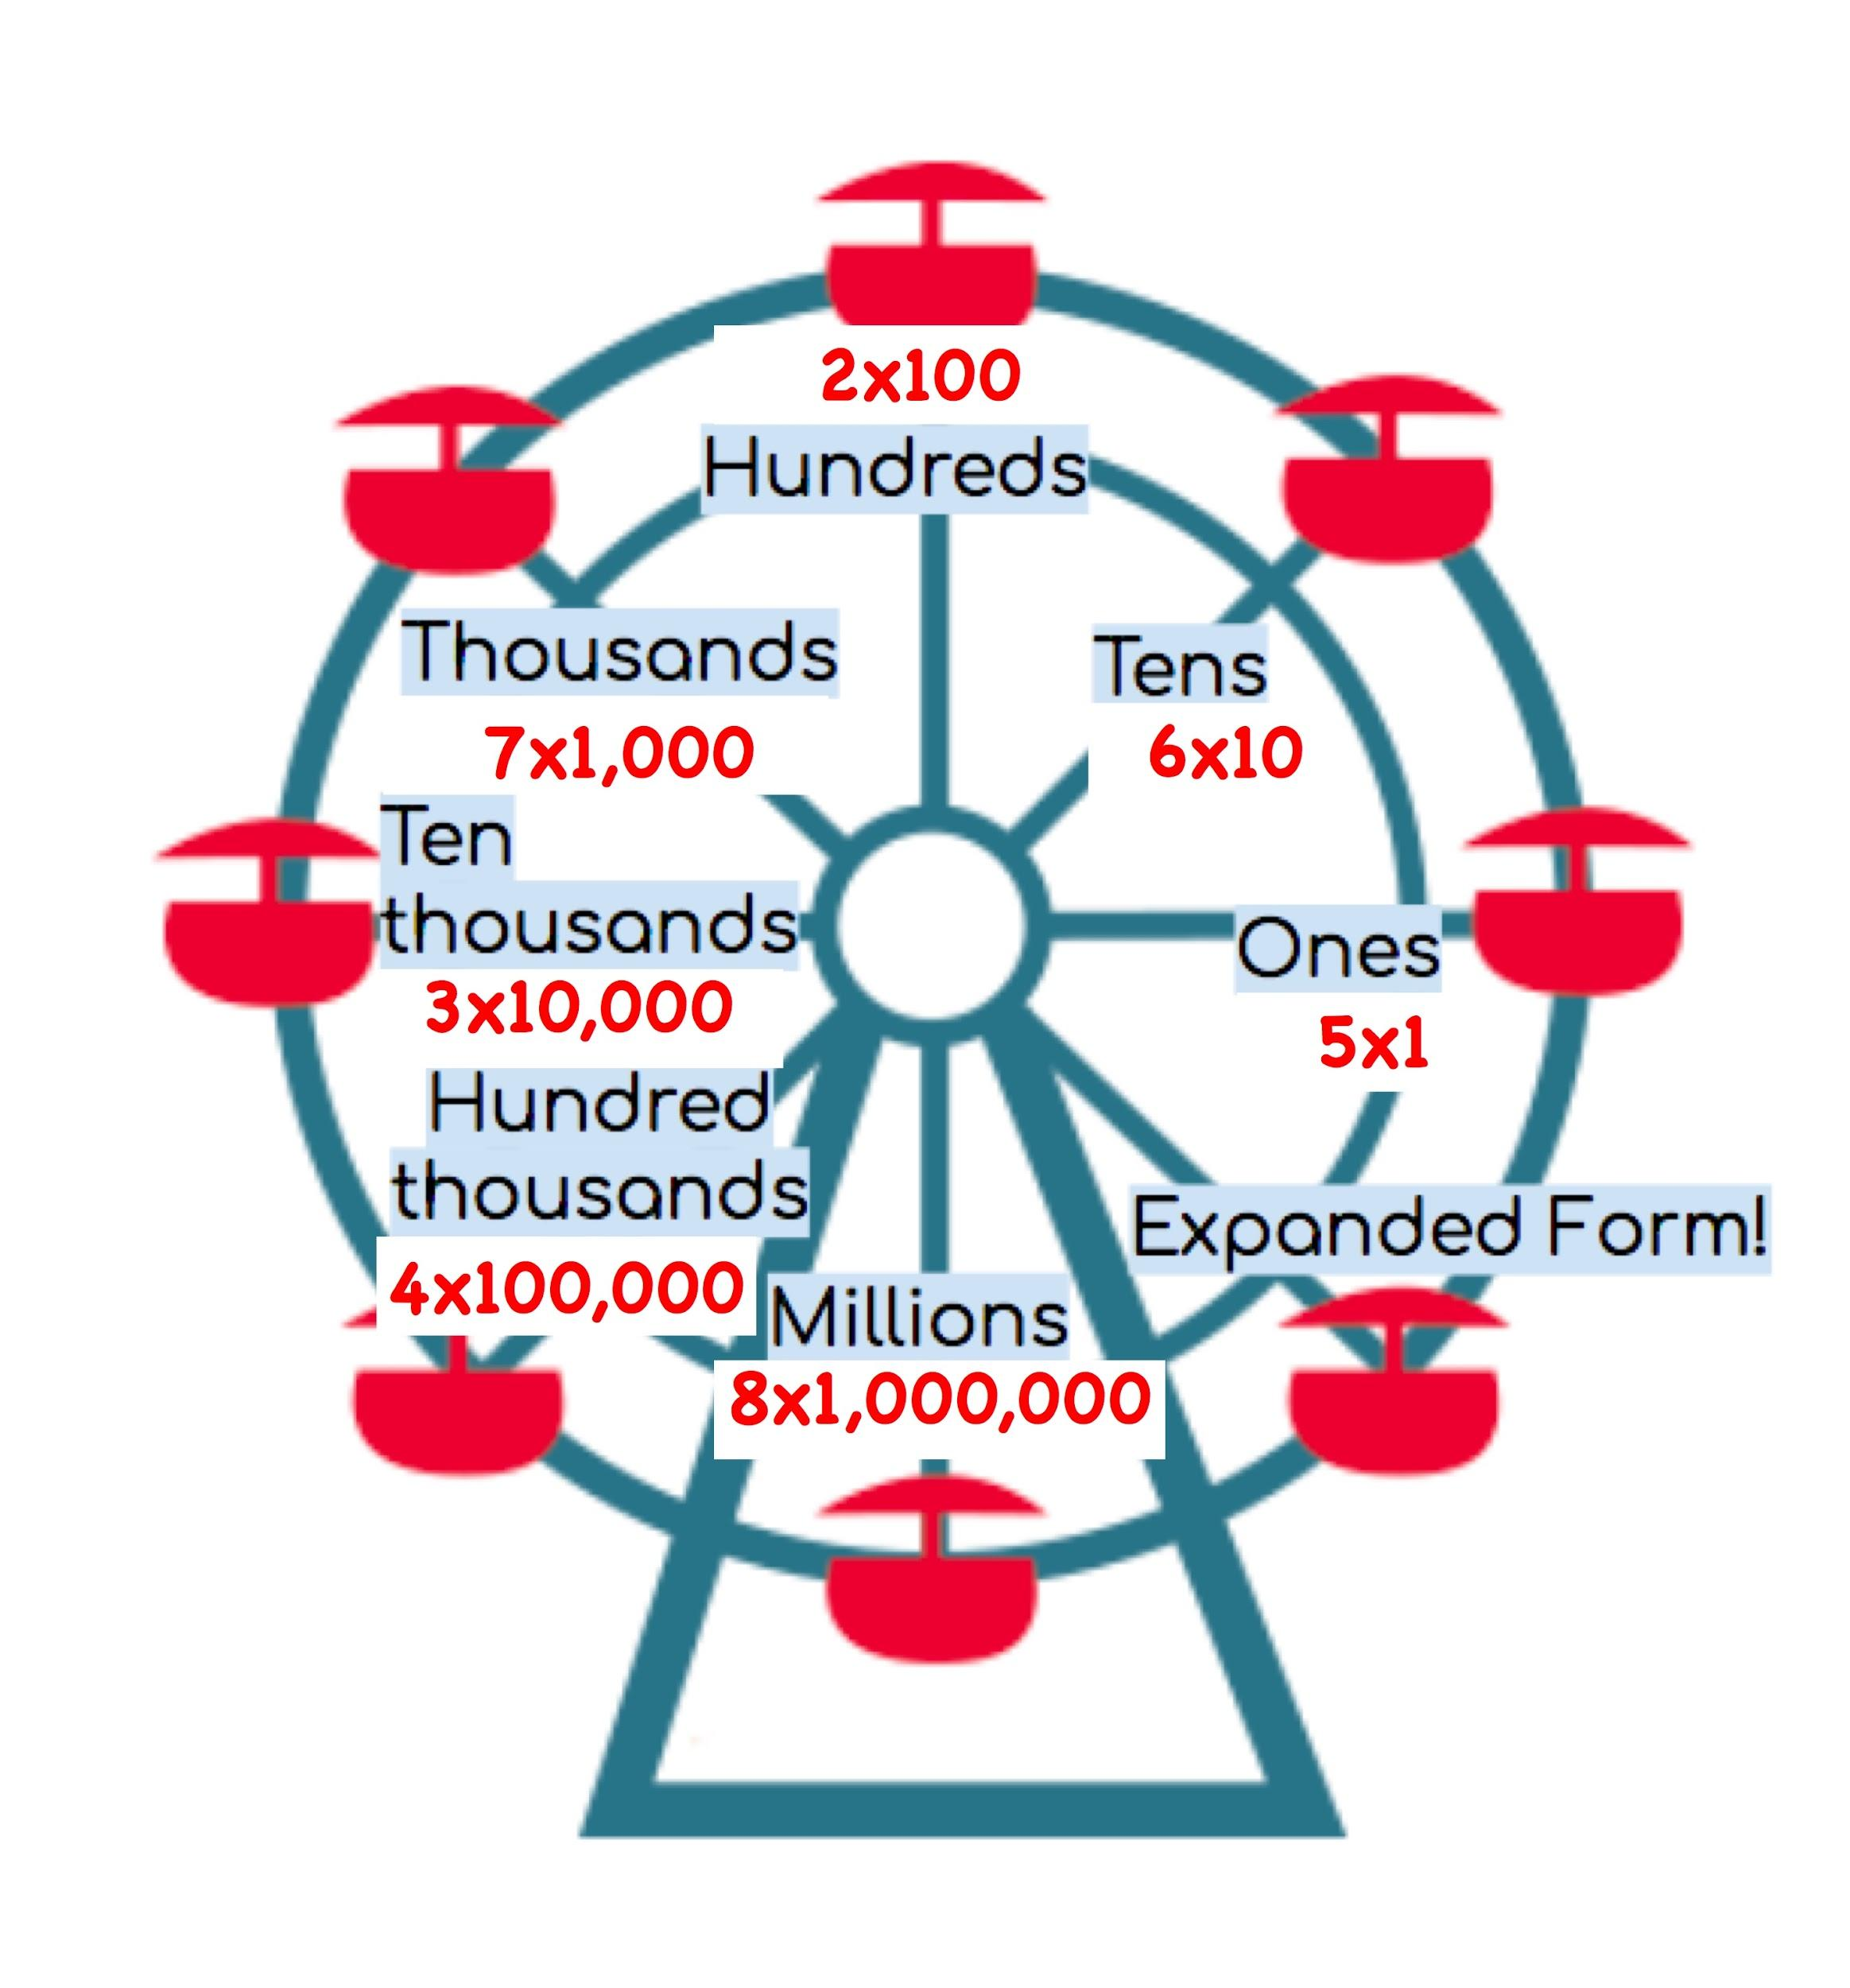 2x100
Hundreds
Thousands
7x1,000
Tens
6x10
Ten
thousands
3x10,000
Ones
5x1
Hundred
thousands
4x100,000
Expanded Form!
Millions
8x1,000,000